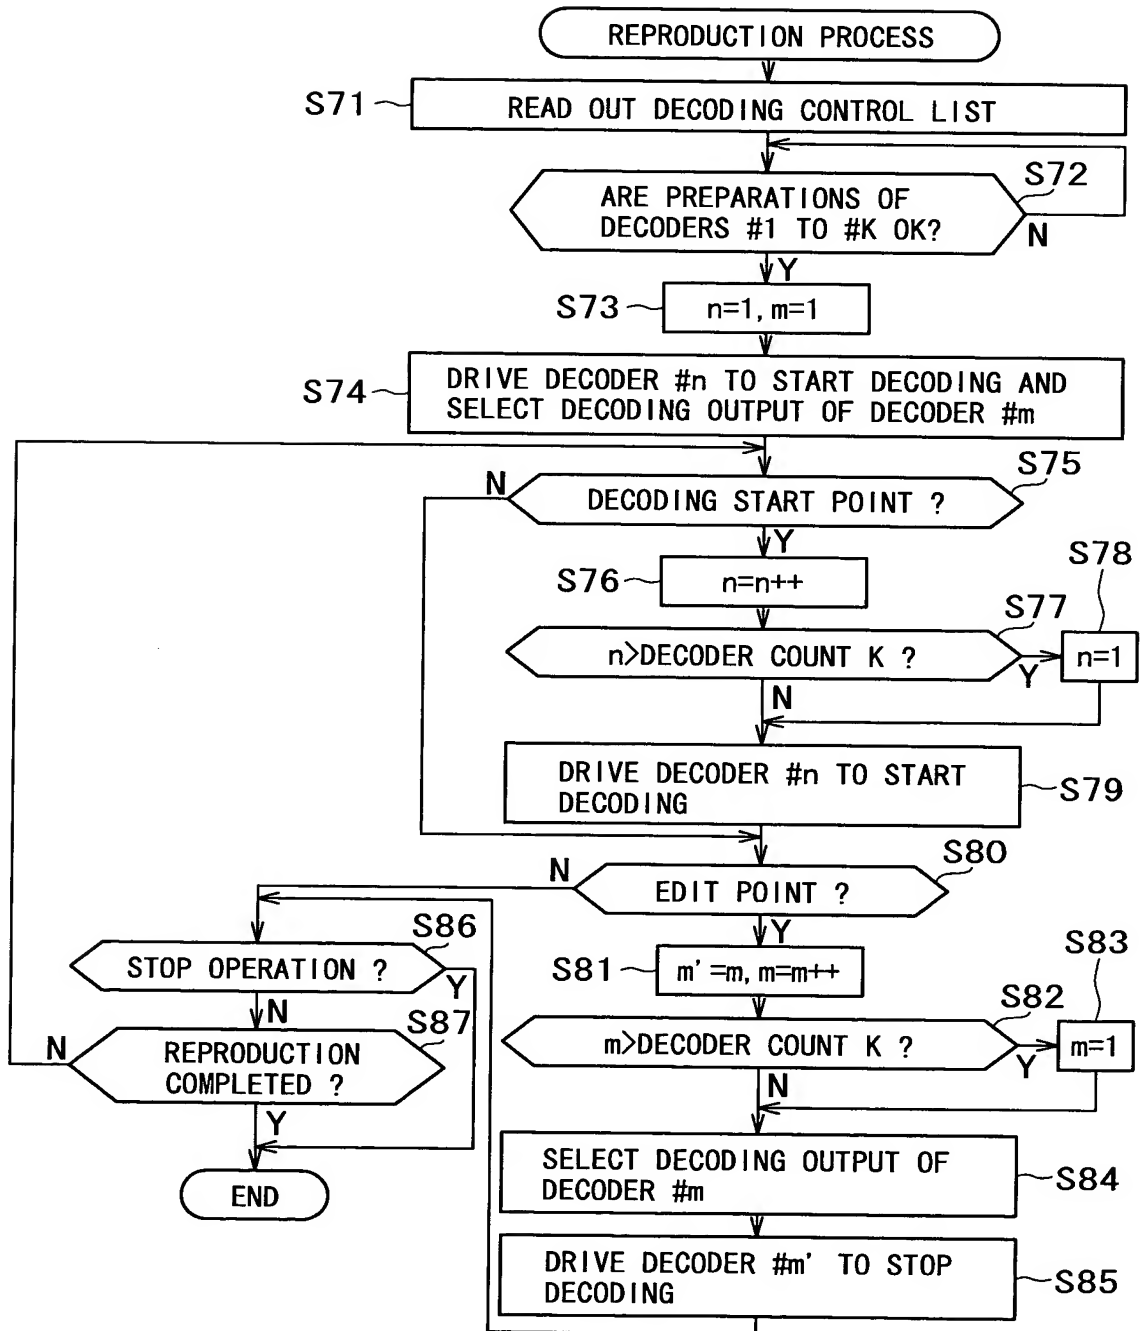 REPRODUCTION PROCESS
S71
READ OUT DECODING CONTROL LIST
S72
ARE PREPARATIONS OF
DECODERS #1 TO #K OK?
N
Y
S73
n=1, m=1
S74
DRIVE DECODER #n TO START DECODING AND
SELECT DECODING OUTPUT OF DECODER #m
S75
N
DECODING START POINT ?
Y
S76
n=n++
S78
S77
n>DECODER COUNT K ?
Y
n=1
N
DRIVE DECODER #n TO START
DECODING
S79
S80
N
EDIT POINT ?
Y
S86
STOP OPERATION ?
Y
N
S81
m'=m, m=m++
S83
S82
m>DECODER COUNT K ?
Y
m=1
N
S87
N
REPRODUCTION
COMPLETED ?
Y
END
SELECT DECODING OUTPUT OF
DECODER #m
S84
DRIVE DECODER #m' TO STOP
DECODING
S85